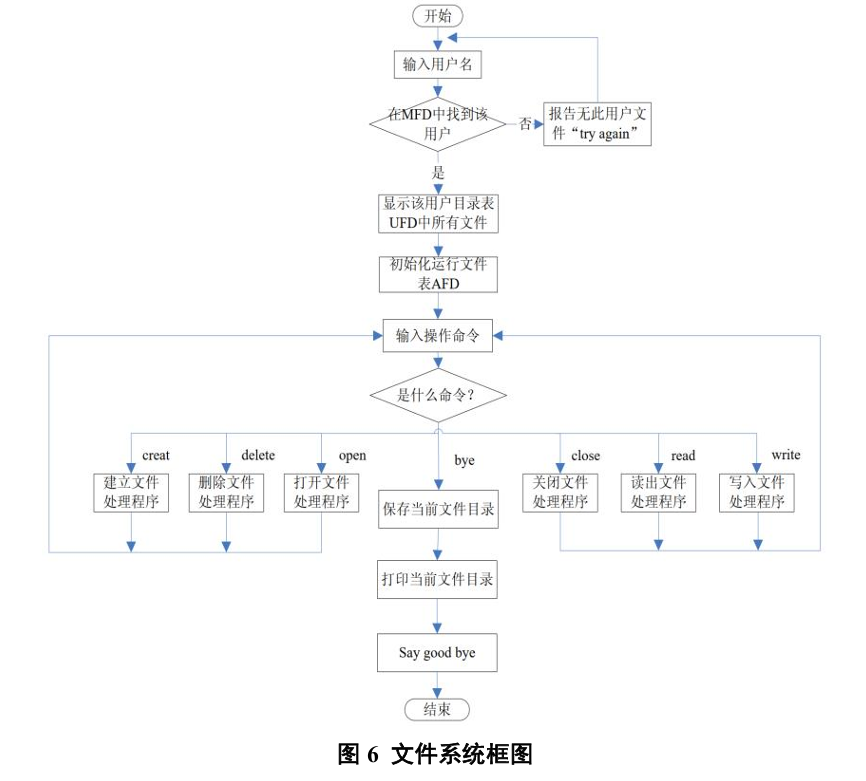 开始
输入用户名
在MFD中找到该
用户
否
报告无此用户文
件“try again”
是
显示该用户目录表
UFD中所有文件
初始化运行文件
表AFD
输入操作命令
是什么命令?
creat
delete
open
bye
close
read
write
建立文件
处理程序
删除文件
处理程序
打开文件
处理程序
关闭文件
处理程序
读出文件
处理程序
写入文件
处理程序
保存当前文件目录
打印当前文件目录
Say good bye
结束
图 6 文件系统框图